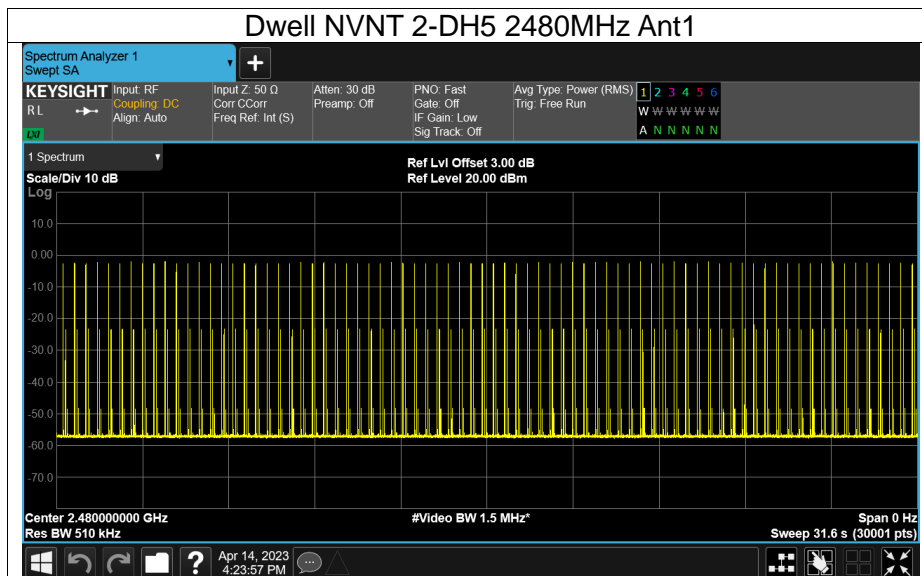 Dwell NVNT 2-DH5 2480MHz Ant1
Spectrum Analyzer 1
Swept SA
KEYSIGHT
R L
LXI
Input: RF
Coupling: DC
Align: Auto
Input Z: 50 Ω
Corr CCorr
Freq Ref: Int (S)
Atten: 30 dB
Preamp: Off
PNO: Fast
Gate: Off
IF Gain: Low
Sig Track: Off
Avg Type: Power (RMS)
Trig: Free Run
1 2 3 4 5 6
W W W W W W
A N N N N N
1 Spectrum
Scale/Div 10 dB
Log
Ref Lvl Offset 3.00 dB
Ref Level 20.00 dBm
10.0
0.00
-10.0
-20.0
-30.0
-40.0
-50.0
-60.0
-70.0
Center 2.480000000 GHz
Res BW 510 kHz
#Video BW 1.5 MHz*
Span 0 Hz
Sweep 31.6 s (30001 pts)
Apr 14, 2023
4:23:57 PM